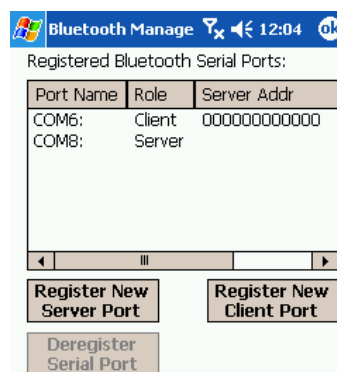 Bluetooth Manage 12:04 ok
Registered Bluetooth Serial Ports:
Port Name Role Server Addr
COM6: Client 000000000000
COM8: Server
Register New
Server Port
Register New
Client Port
Deregister
Serial Port